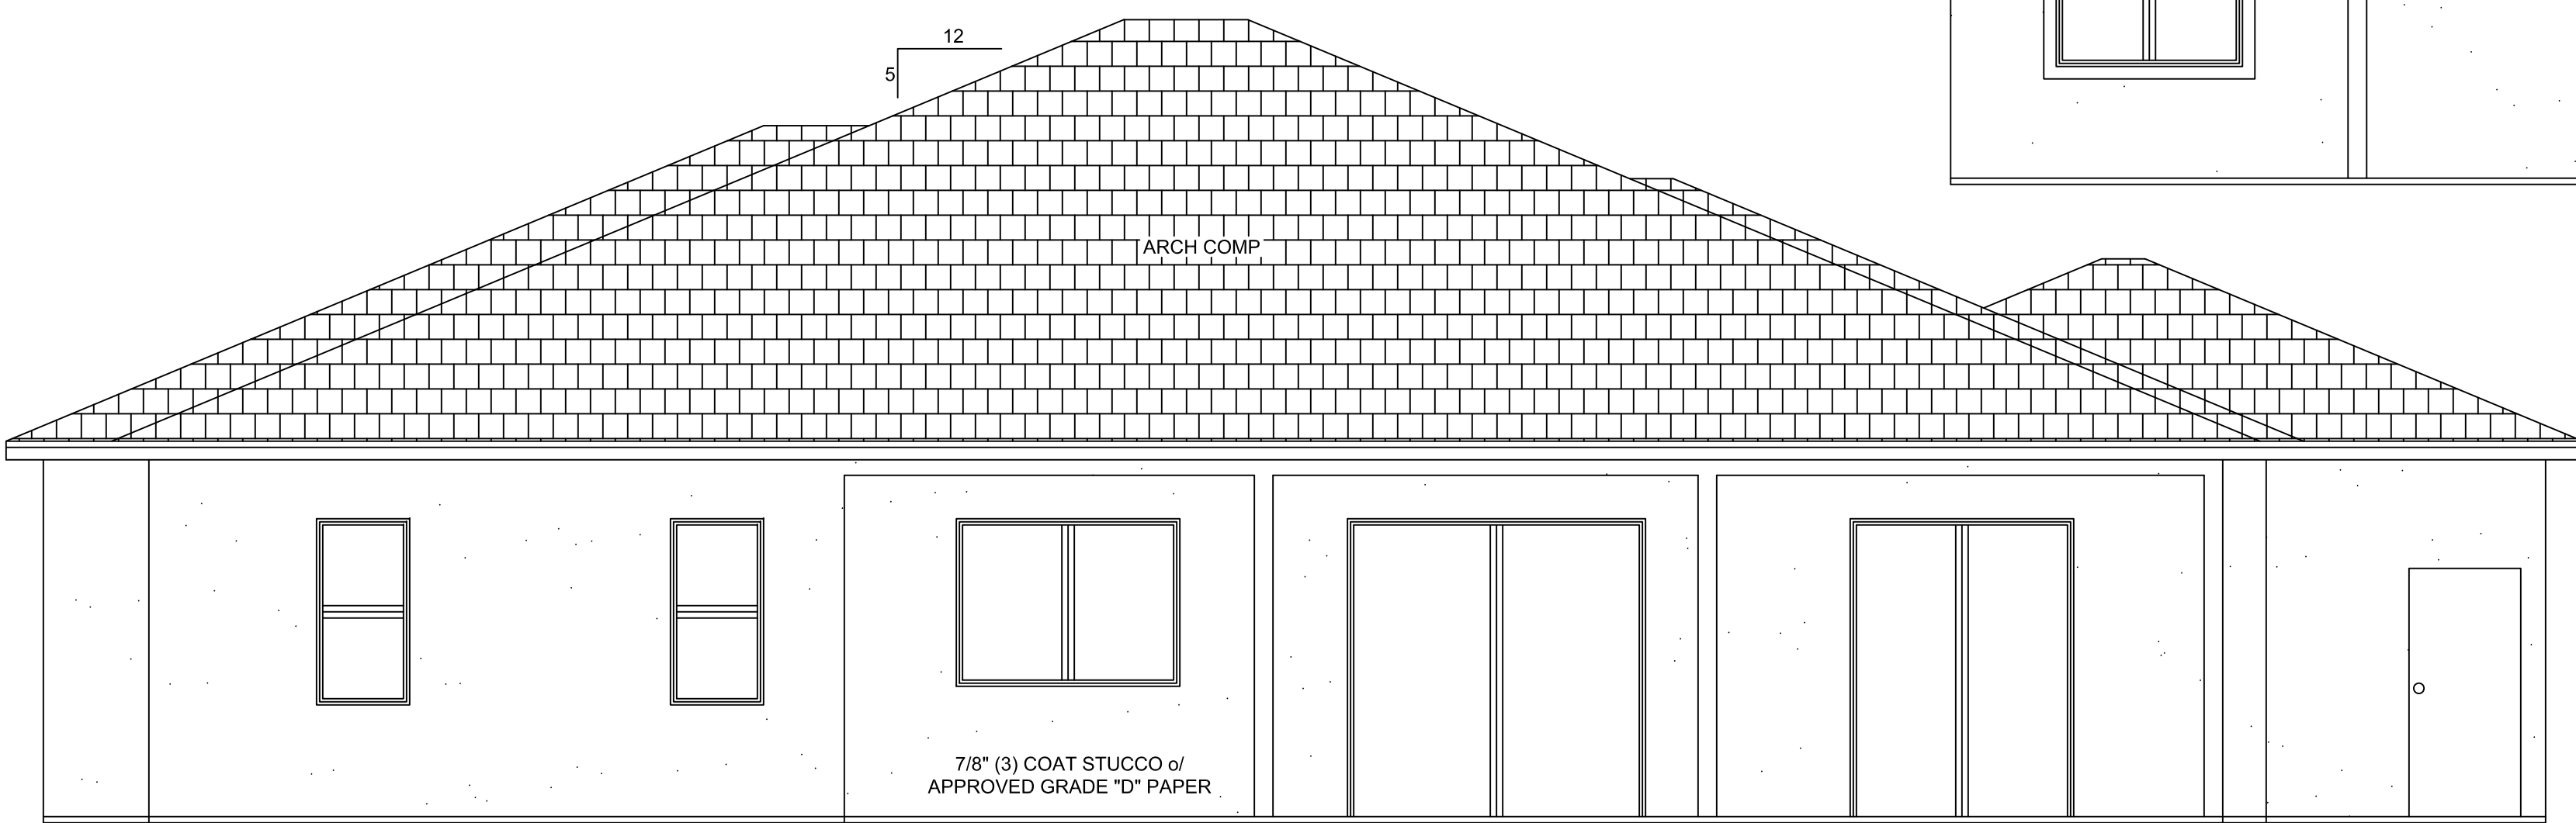 12
5
ARCH COMP
7/8" (3) COAT STUCCO o/
APPROVED GRADE "D" PAPER